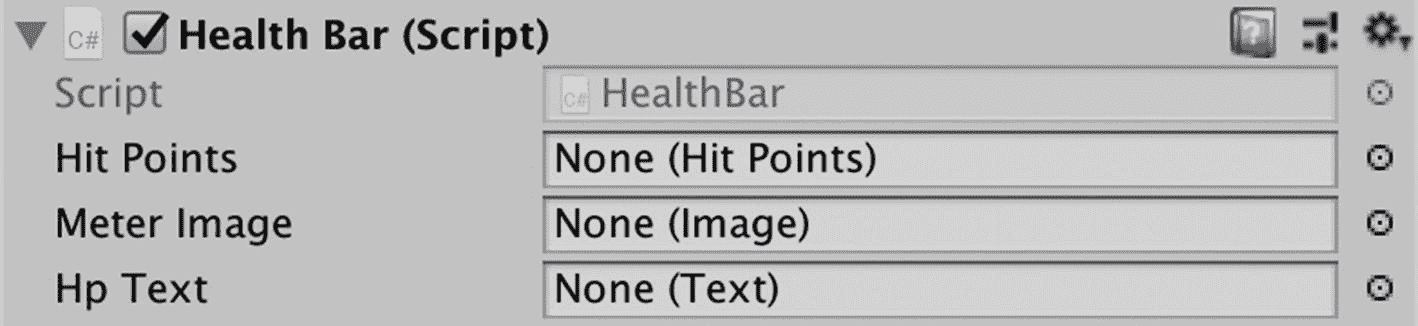 C# Health Bar (Script)
Script C# HealthBar
Hit Points None (Hit Points)
Meter Image None (Image)
Hp Text None (Text)